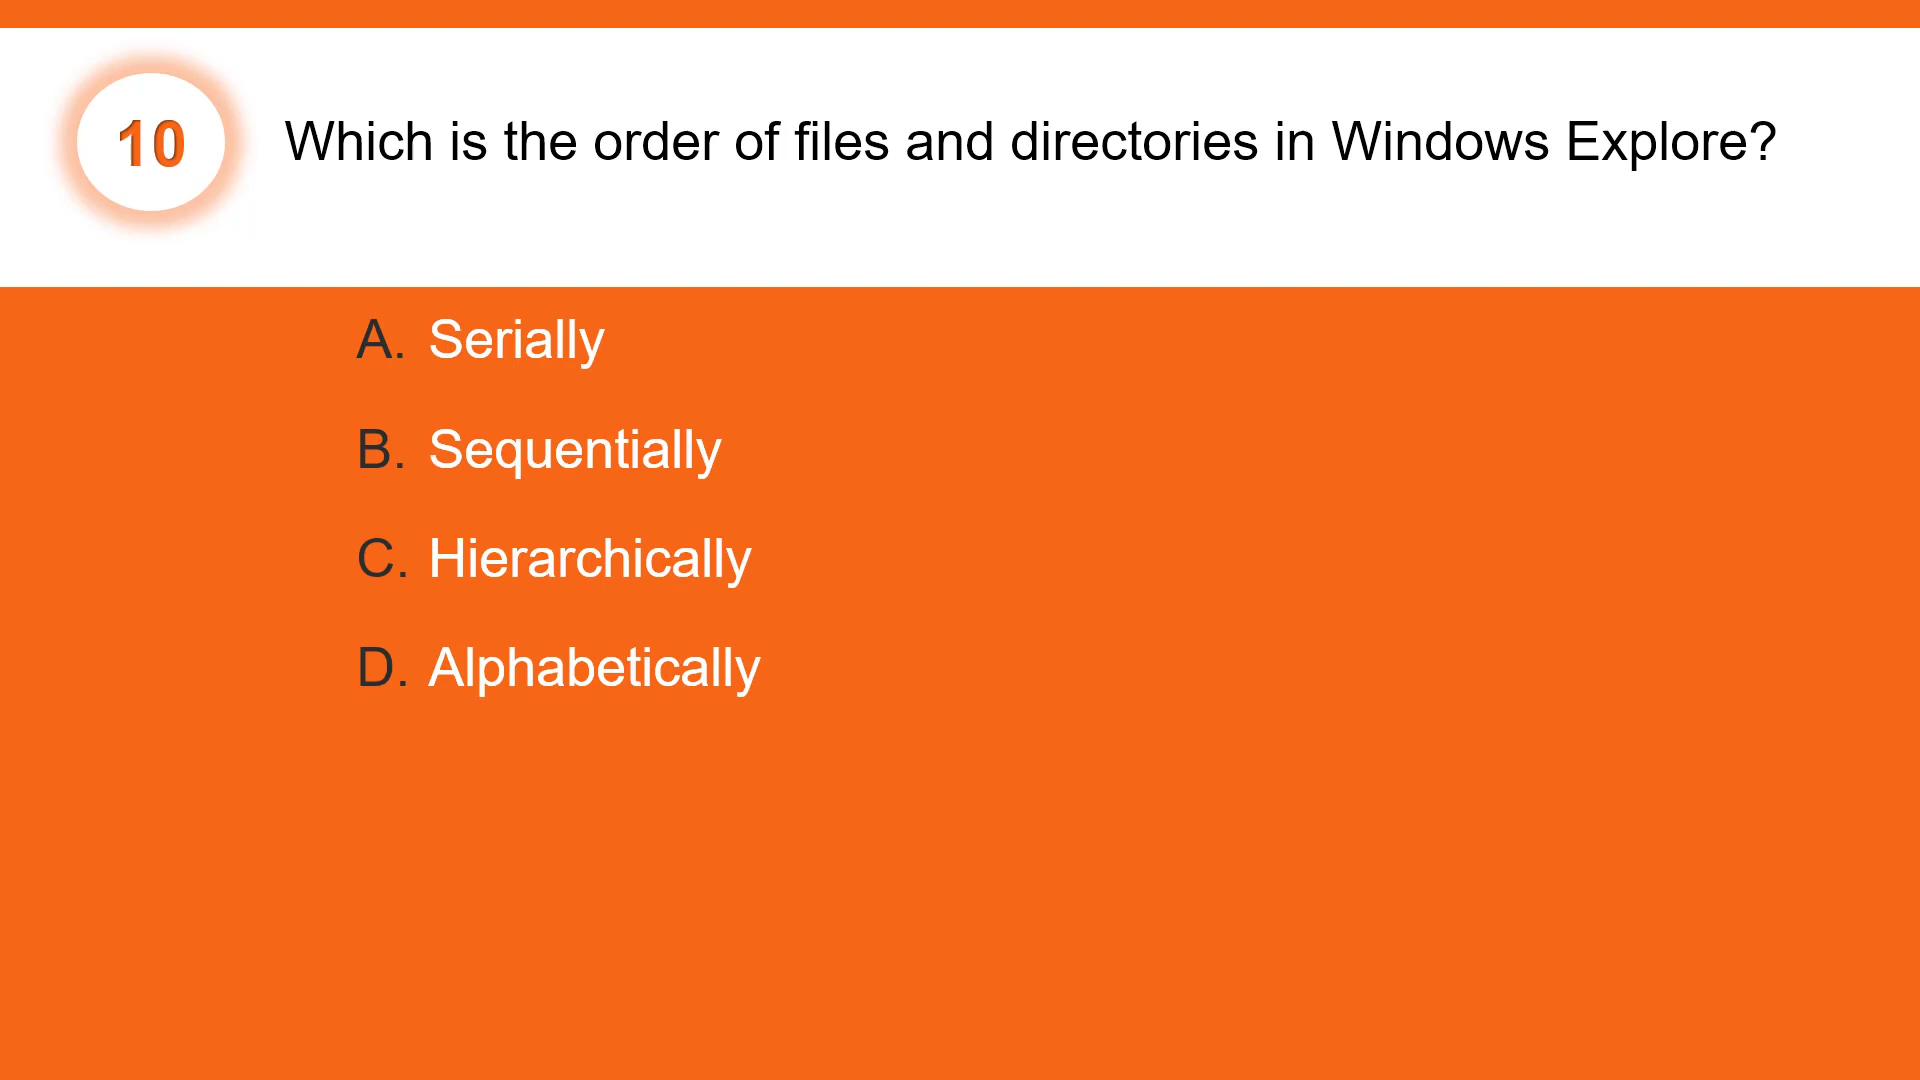 10
Which is the order of files and directories in Windows Explore?
A. Serially
B. Sequentially
C. Hierarchically
D. Alphabetically